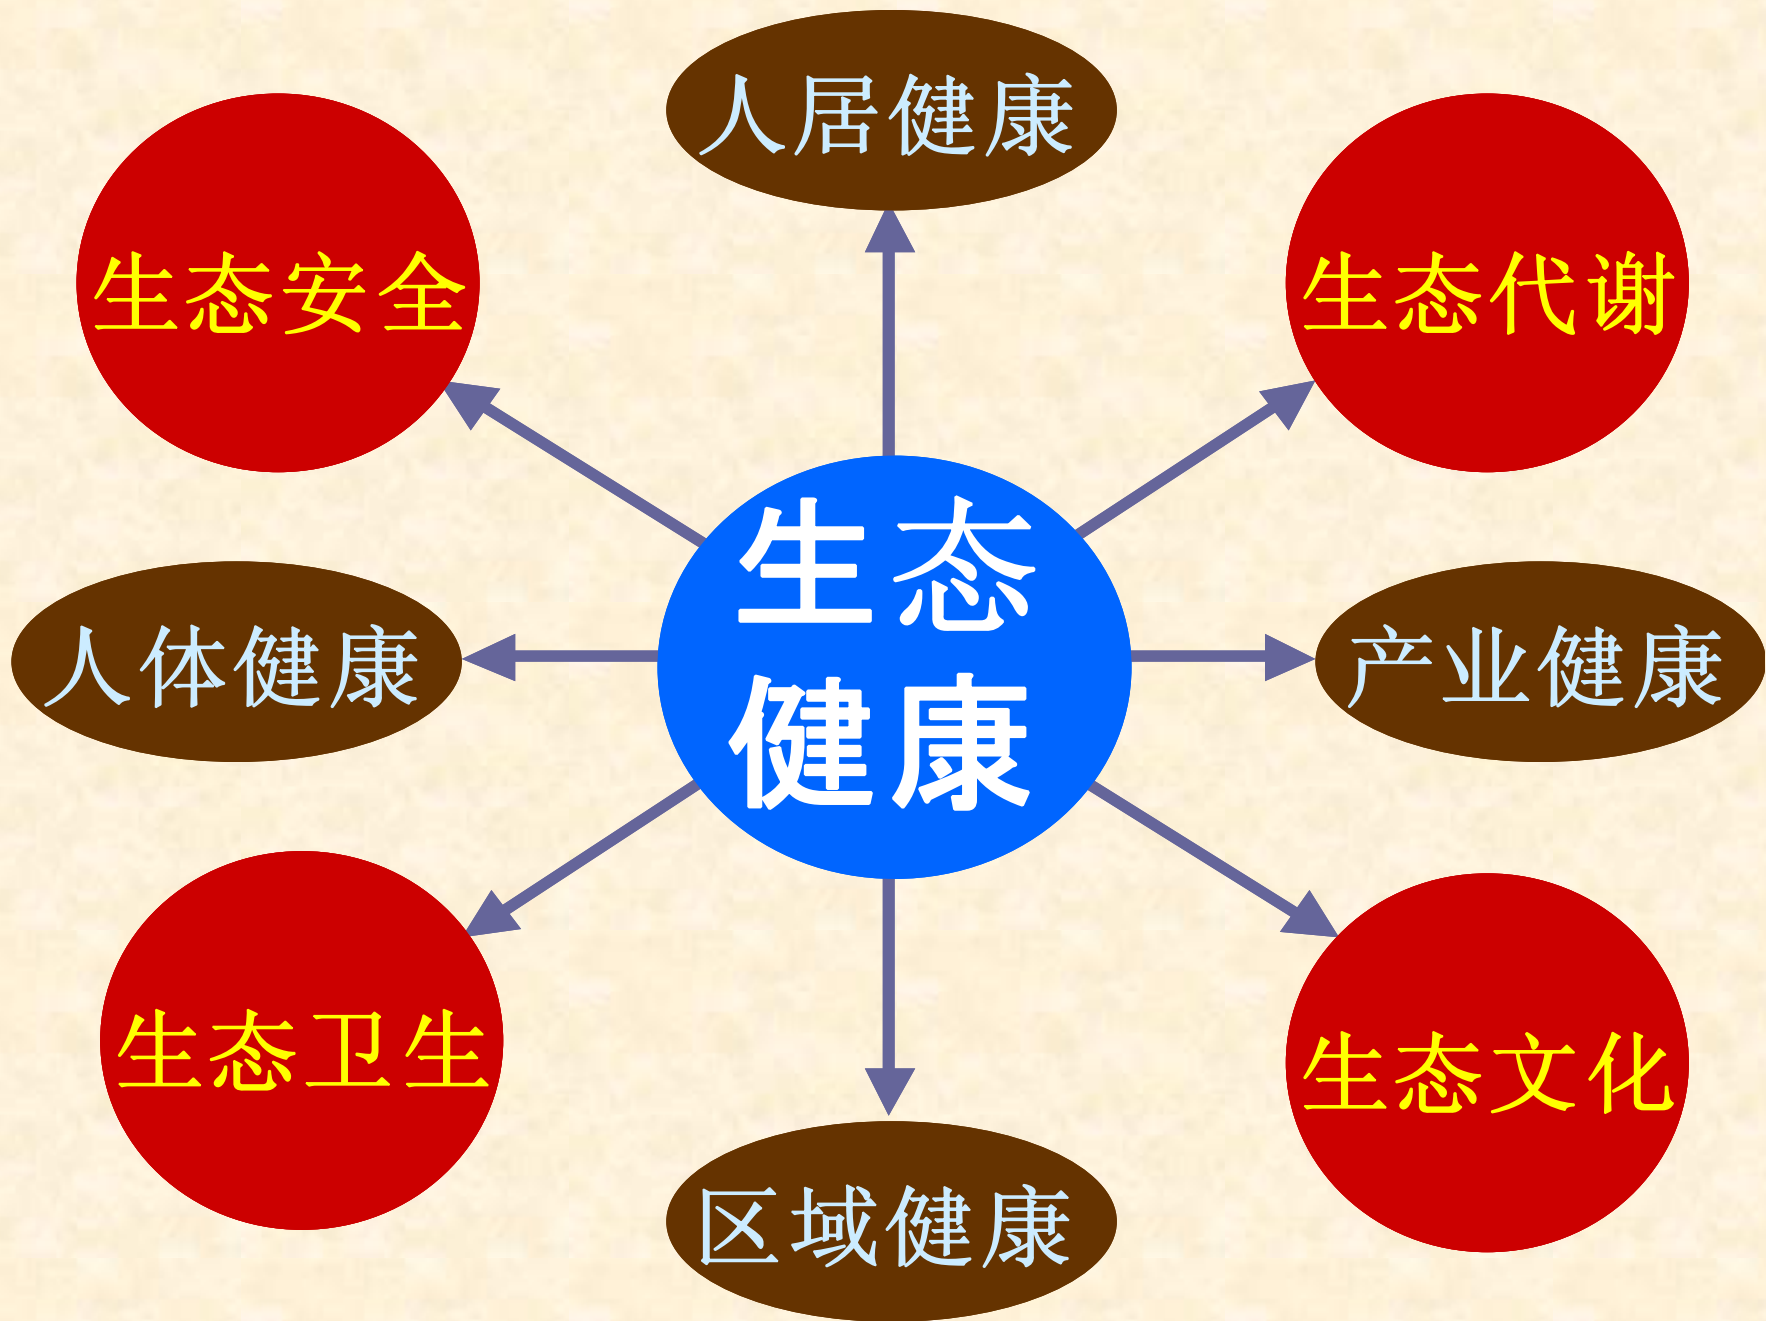 人居健康
生态安全
生态代谢
生态
健康
人体健康
产业健康
生态卫生
生态文化
区域健康